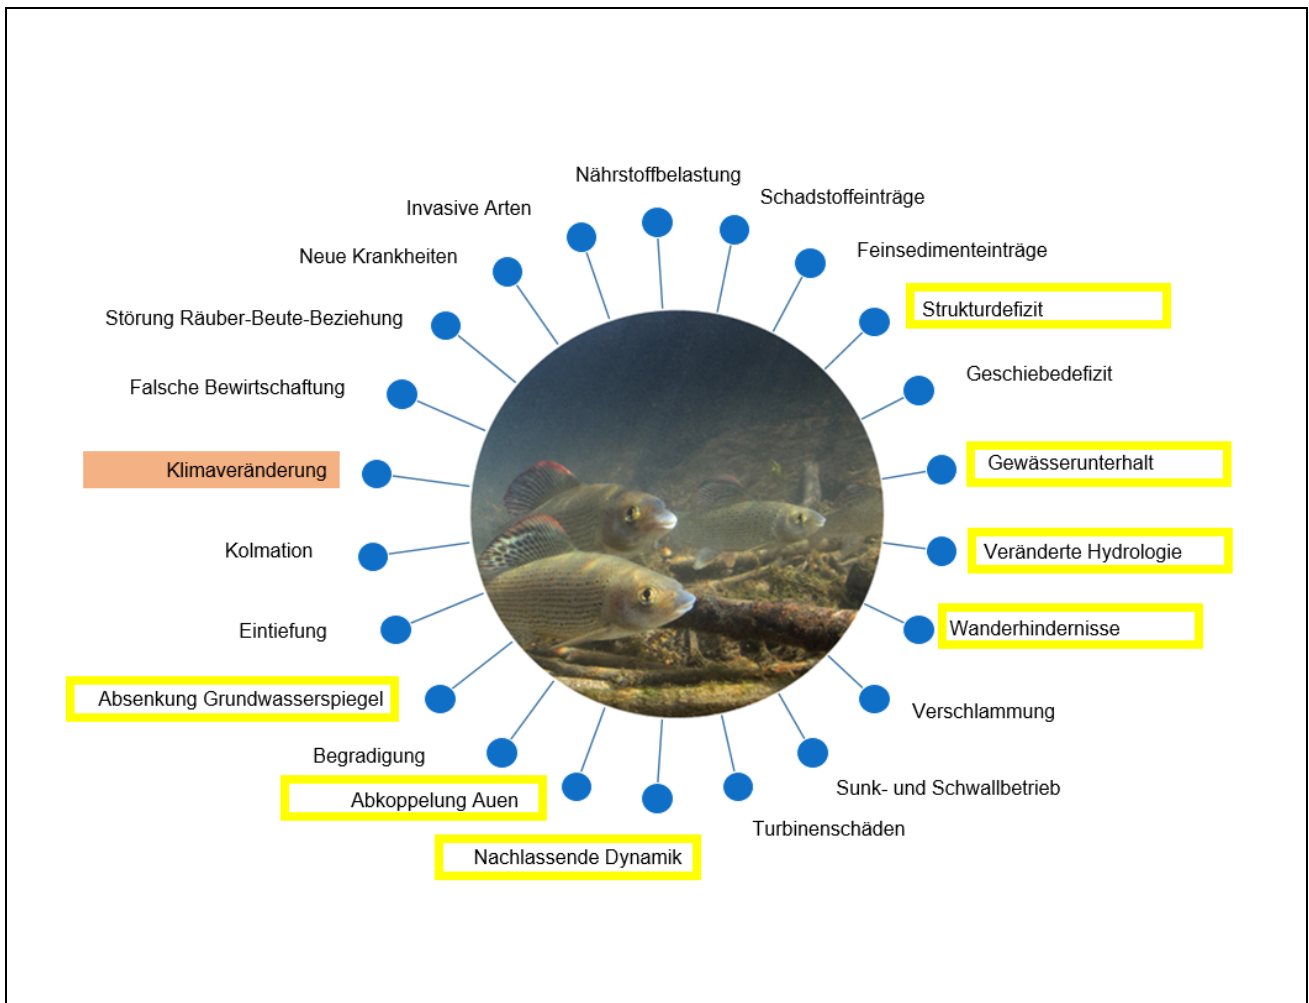 Nährstoffbelastung
Schadstoffeinträge
Invasive Arten
Feinsedimenteinträge
Neue Krankheiten
Strukturdefizit
Störung Räuber-Beute-Beziehung
Geschiebedefizit
Falsche Bewirtschaftung
Gewässerunterhalt
Klimaveränderung
Veränderte Hydrologie
Kolmation
Wanderhindernisse
Eintiefung
Absenkung Grundwasserspiegel
Verschlammung
Begradigung
Sunk- und Schwallbetrieb
Abkoppelung Auen
Turbinenschäden
Nachlassende Dynamik